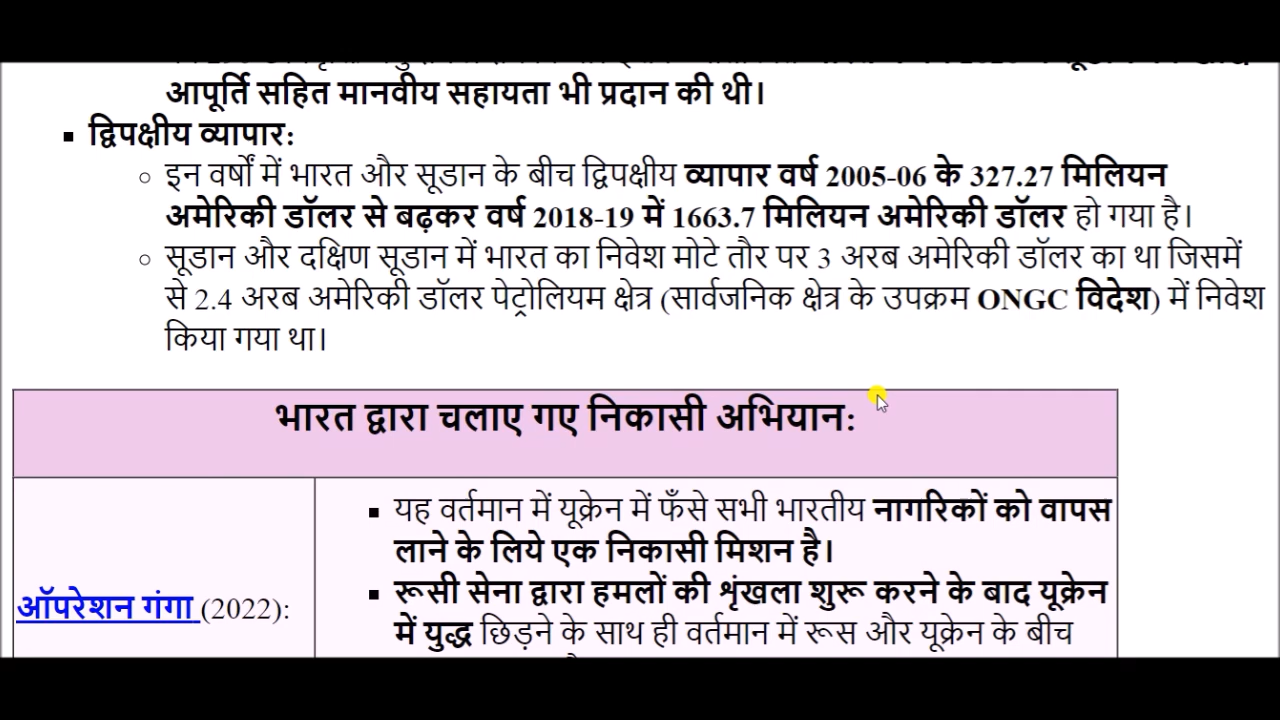 आपूर्ति सहित मानवीय सहायता भी प्रदान की थी।
▪ द्विपक्षीय व्यापार:
○ इन वर्षों में भारत और सूडान के बीच द्विपक्षीय व्यापार वर्ष 2005-06 के 327.27 मिलियन
अमेरिकी डॉलर से बढ़कर वर्ष 2018-19 में 1663.7 मिलियन अमेरिकी डॉलर हो गया है।
○ सूडान और दक्षिण सूडान में भारत का निवेश मोटे तौर पर 3 अरब अमेरिकी डॉलर का था जिसमें
से 2.4 अरब अमेरिकी डॉलर पेट्रोलियम क्षेत्र (सार्वजनिक क्षेत्र के उपक्रम ONGC विदेश) में निवेश
किया गया था।
भारत द्वारा चलाए गए निकासी अभियान:
ऑपरेशन गंगा (2022):
▪ यह वर्तमान में यूक्रेन में फँसे सभी भारतीय नागरिकों को वापस
लाने के लिये एक निकासी मिशन है।
▪ रूसी सेना द्वारा हमलों की शृंखला शुरू करने के बाद यूक्रेन
में युद्ध छिड़ने के साथ ही वर्तमान में रूस और यूक्रेन के बीच